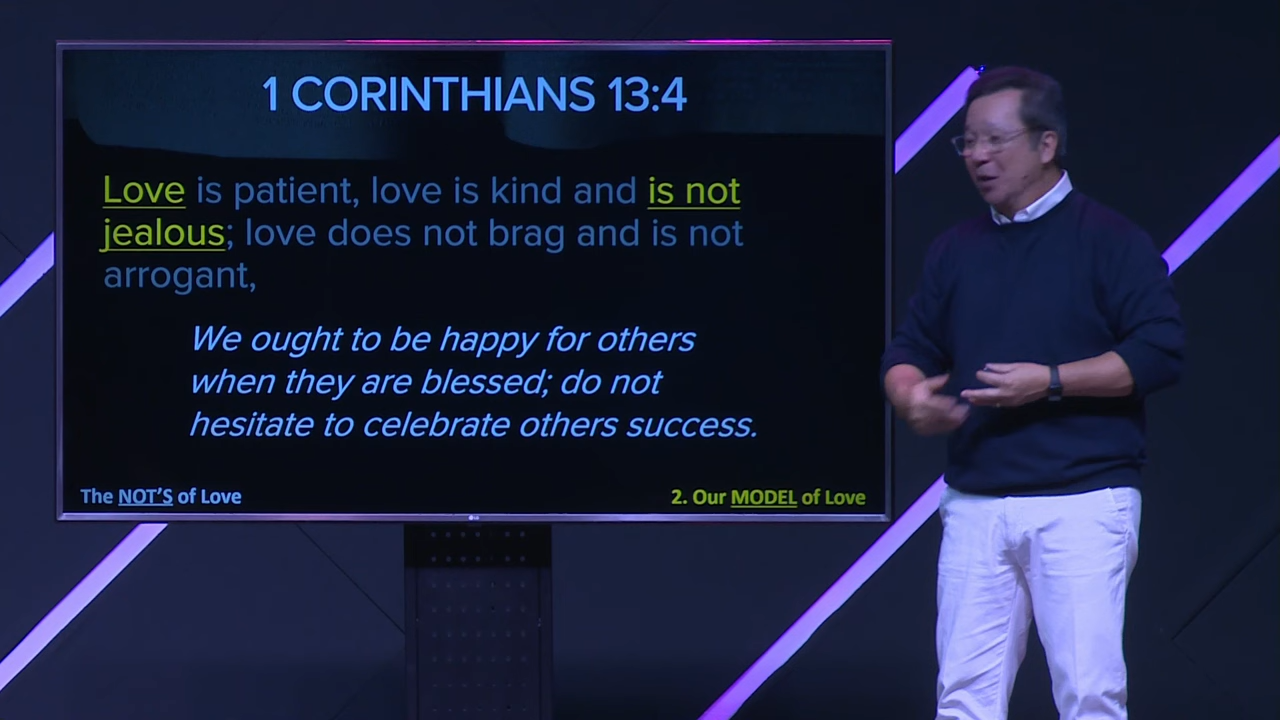 1 CORINTHIANS 13:4
Love is patient, love is kind and is not
jealous; love does not brag and is not
arrogant,
We ought to be happy for others
when they are blessed; do not
hesitate to celebrate others success.
The NOT'S of Love
2. Our MODEL of Love
LG